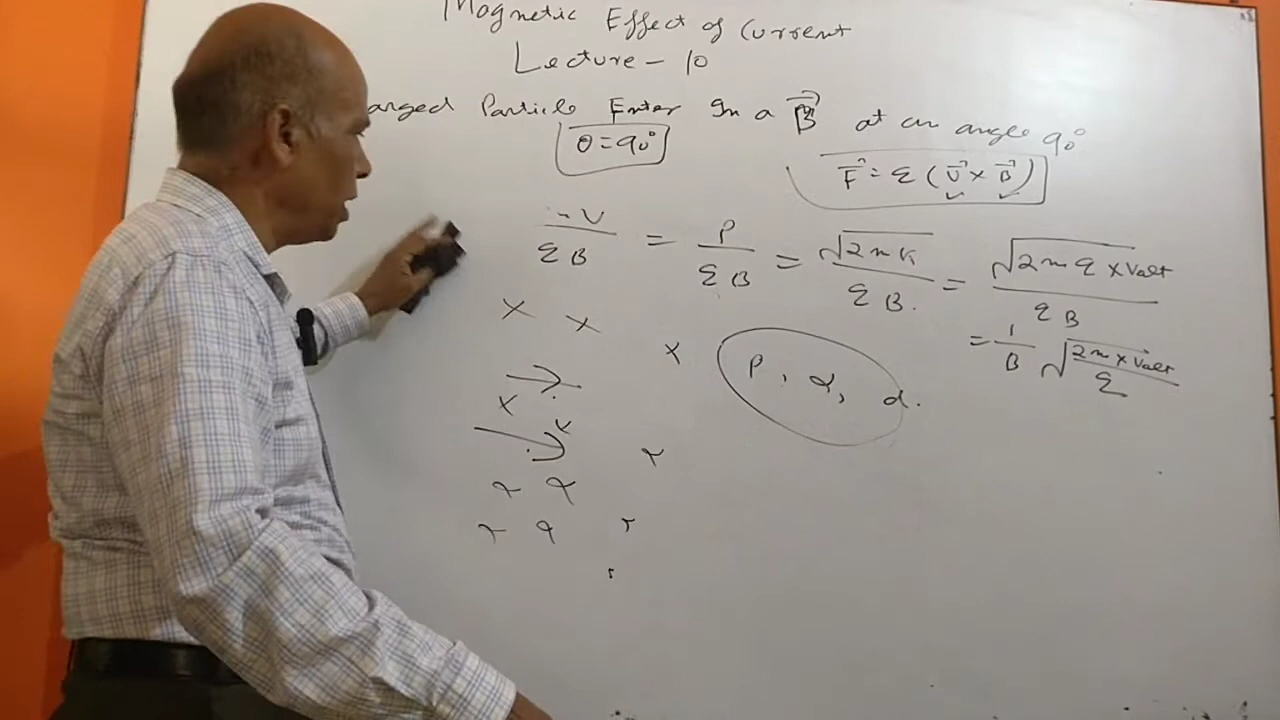 Magnetic Effect of Current
Lecture - 10
arged Particle Enter In a B⃗ at an angle 90°
θ = 90°
F⃗ = q (V⃗ × B⃗)
mV / qB = P / qB = √2mK / qB = √2mq × Volt / qB
= 1/B √(2m × Volt / q)
x x x
P, α, d.
x